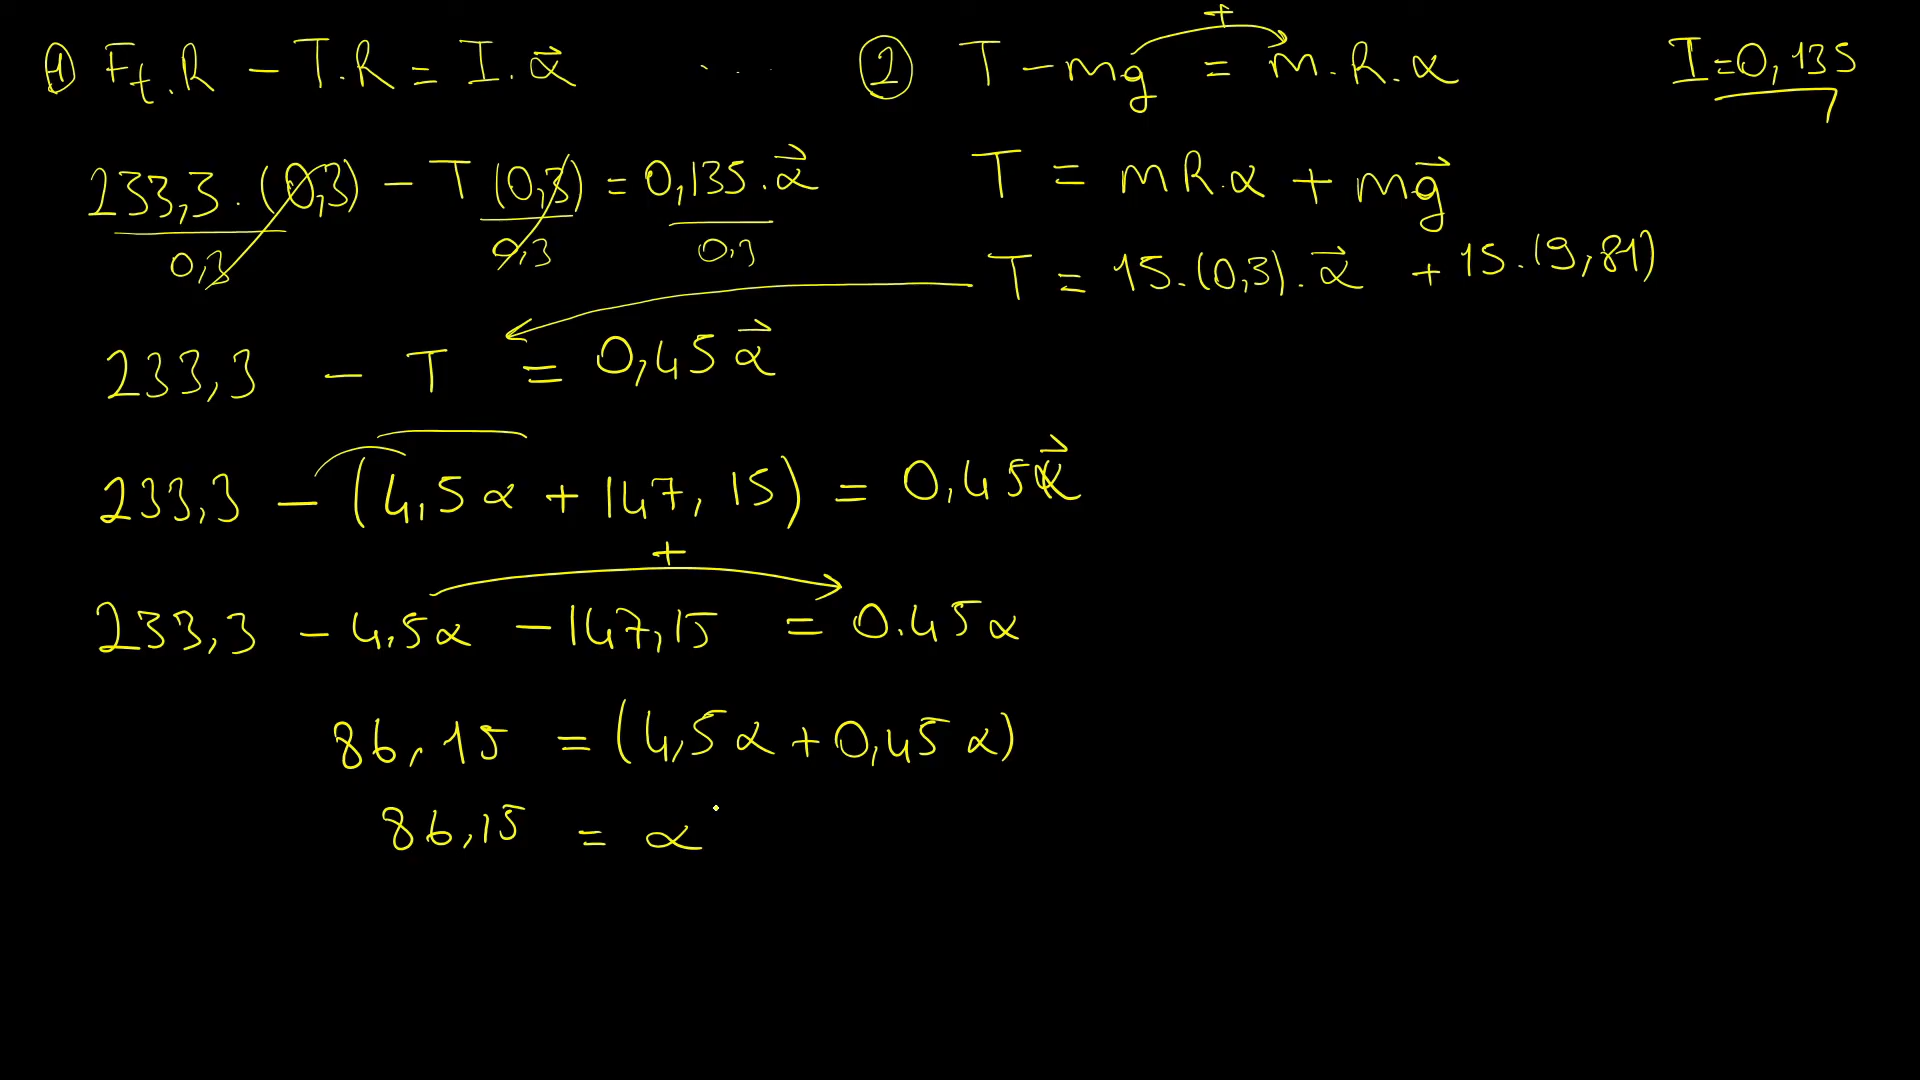 ① Ft.R - T.R = I.α⃗ ... ② T - mg = m.R.α I=0,135
+
233,3.(0,3) - T(0,3) = 0,135.α⃗ T = mR.α + mg⃗
0,3 0,3 0,3
T = 15.(0,3).α⃗ + 15.(9,81)
233,3 - T = 0,45α⃗
233,3 - (4,5α + 147,15) = 0,45α⃗
+
233,3 - 4,5α - 147,15 = 0.45α
86,15 = (4,5α + 0,45α)
86,15 = α